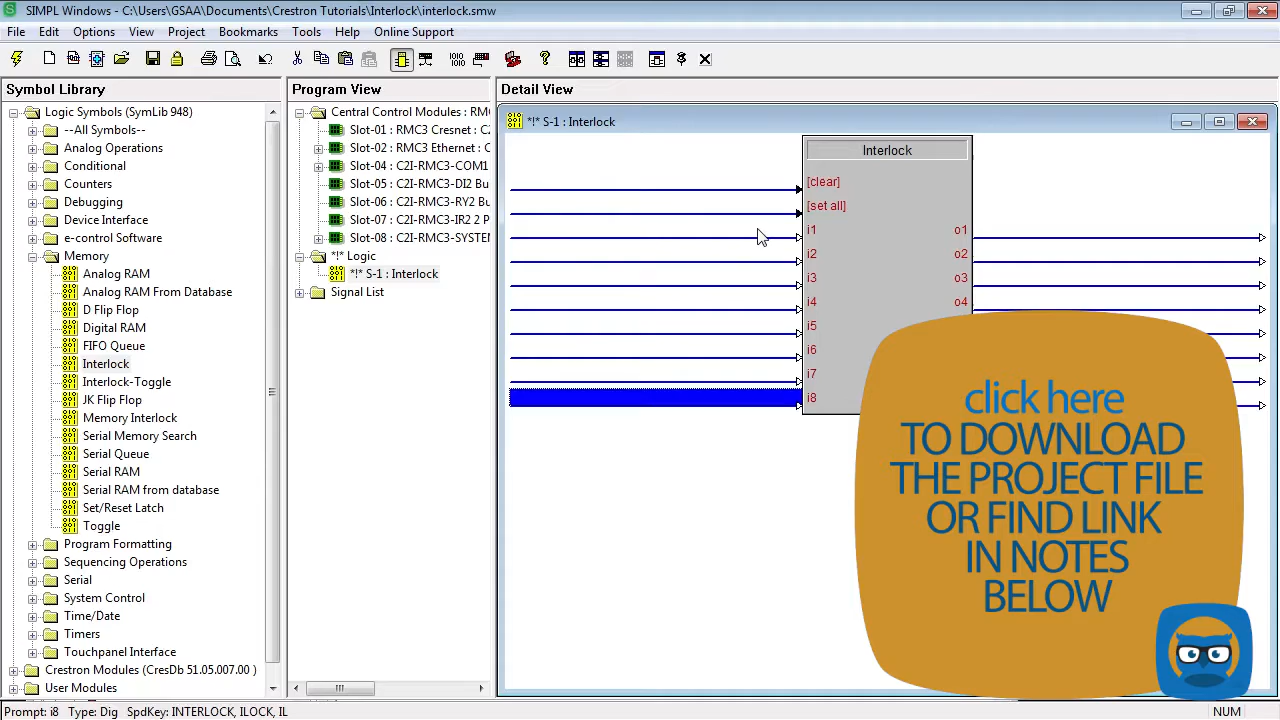 SIMPL Windows - C:\Users\GSAA\Documents\Crestron Tutorials\Interlock\interlock.smw
File Edit Options View Project Bookmarks Tools Help Online Support
Symbol Library
Logic Symbols (SymLib 948)
--All Symbols--
Analog Operations
Conditional
Counters
Debugging
Device Interface
e-control Software
Memory
Analog RAM
Analog RAM From Database
D Flip Flop
Digital RAM
FIFO Queue
Interlock
Interlock-Toggle
JK Flip Flop
Memory Interlock
Serial Memory Search
Serial Queue
Serial RAM
Serial RAM from database
Set/Reset Latch
Toggle
Program Formatting
Sequencing Operations
Serial
System Control
Time/Date
Timers
Touchpanel Interface
Crestron Modules (CresDb 51.05.007.00 )
User Modules
Program View
Central Control Modules : RM
Slot-01 : RMC3 Cresnet : C2
Slot-02 : RMC3 Ethernet : C
Slot-04 : C2I-RMC3-COM1
Slot-05 : C2I-RMC3-DI2 Bu
Slot-06 : C2I-RMC3-RY2 Bu
Slot-07 : C2I-RMC3-IR2 2 P
Slot-08 : C2I-RMC3-SYSTEM
*!* Logic
*!* S-1 : Interlock
Signal List
Detail View
*!* S-1 : Interlock
Interlock
[clear]
[set all]
i1 o1
i2 o2
i3 o3
i4 o4
i5
i6
i7
i8
click here
TO DOWNLOAD
THE PROJECT FILE
OR FIND LINK
IN NOTES
BELOW
Prompt: i8 Type: Dig SpdKey: INTERLOCK, ILOCK, IL
NUM